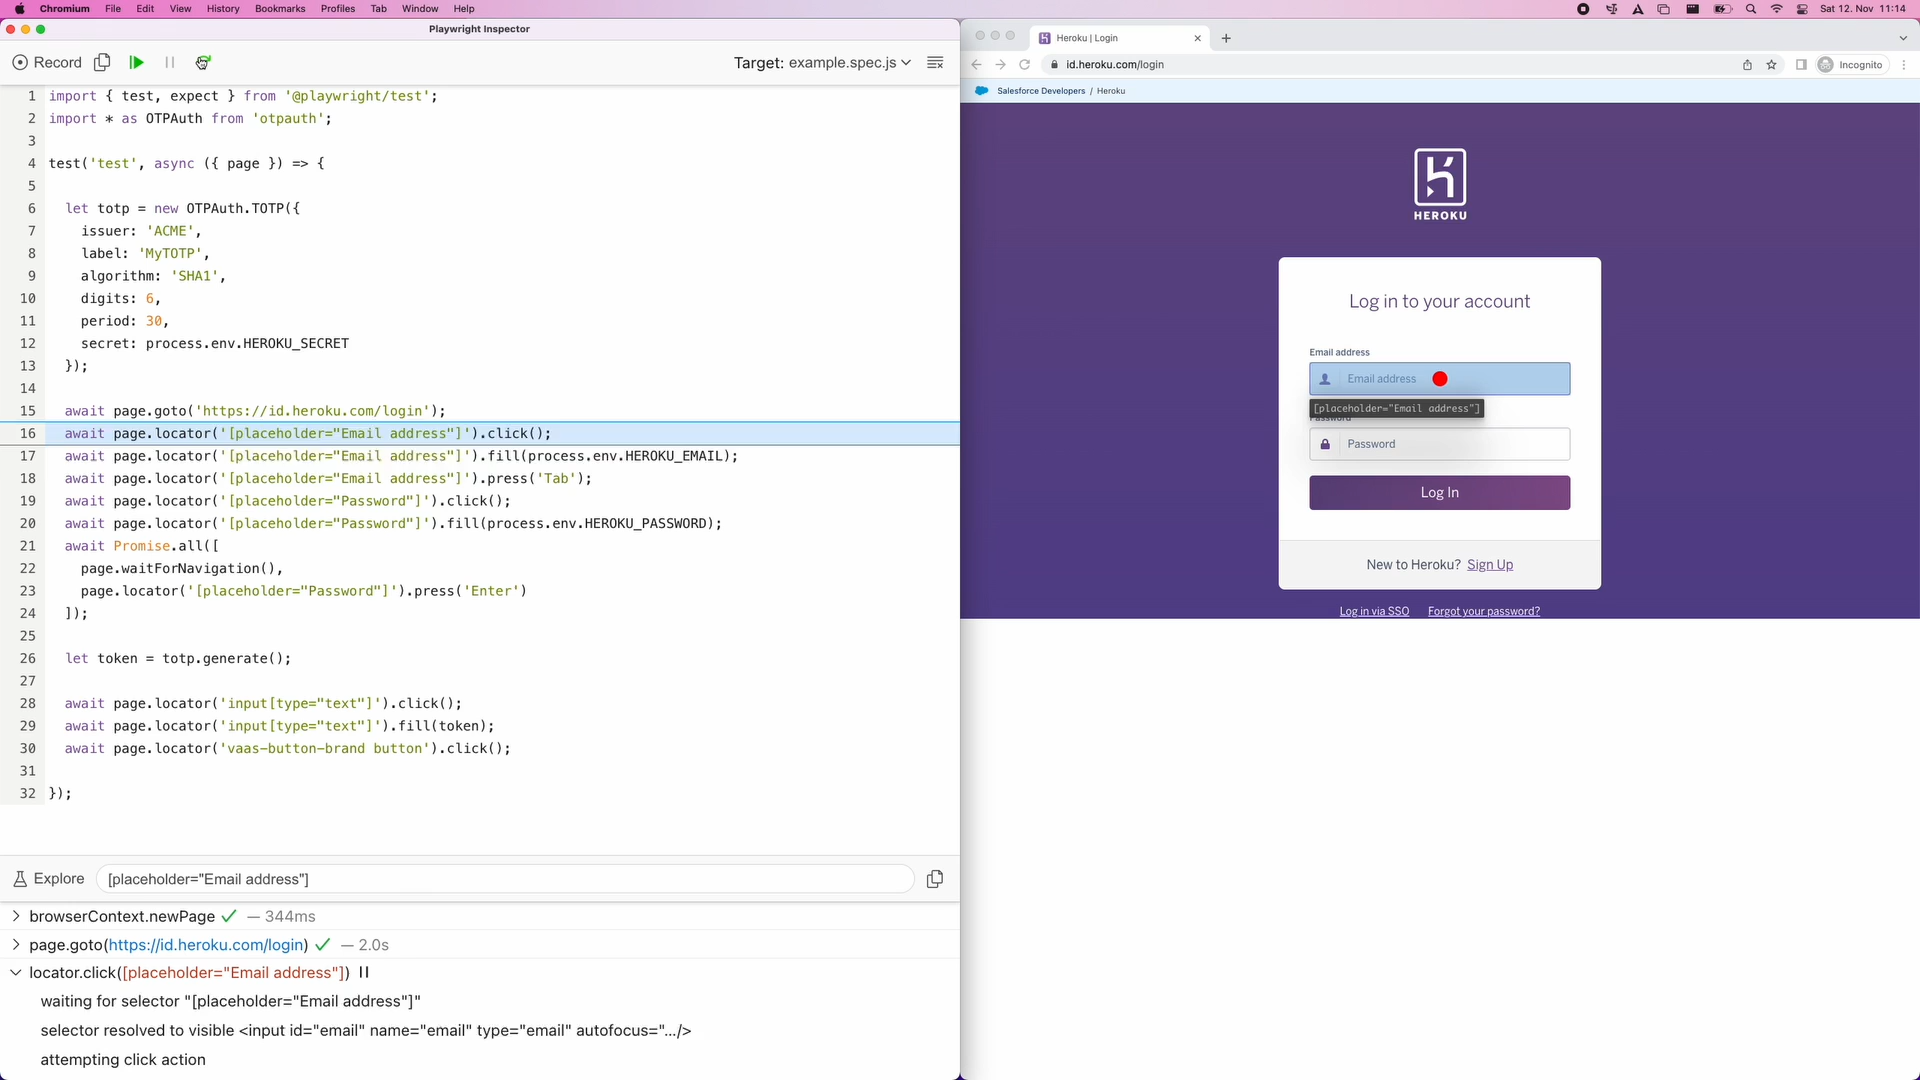 Chromium File Edit View History Bookmarks Profiles Tab Window Help
Sat 12. Nov 11:14
Playwright Inspector
Record
Target: example.spec.js
1 import { test, expect } from '@playwright/test';
2 import * as OTPAuth from 'otpauth';
3
4 test('test', async ({ page }) => {
5
6 let totp = new OTPAuth.TOTP({
7 issuer: 'ACME',
8 label: 'MyTOTP',
9 algorithm: 'SHA1',
10 digits: 6,
11 period: 30,
12 secret: process.env.HEROKU_SECRET
13 });
14
15 await page.goto('https://id.heroku.com/login');
16 await page.locator('[placeholder="Email address"]').click();
17 await page.locator('[placeholder="Email address"]').fill(process.env.HEROKU_EMAIL);
18 await page.locator('[placeholder="Email address"]').press('Tab');
19 await page.locator('[placeholder="Password"]').click();
20 await page.locator('[placeholder="Password"]').fill(process.env.HEROKU_PASSWORD);
21 await Promise.all([
22 page.waitForNavigation(),
23 page.locator('[placeholder="Password"]').press('Enter')
24 ]);
25
26 let token = totp.generate();
27
28 await page.locator('input[type="text"]').click();
29 await page.locator('input[type="text"]').fill(token);
30 await page.locator('vaas-button-brand button').click();
31
32 });
Explore
[placeholder="Email address"]
browserContext.newPage — 344ms
page.goto(https://id.heroku.com/login) — 2.0s
locator.click([placeholder="Email address"])
waiting for selector "[placeholder="Email address"]"
selector resolved to visible <input id="email" name="email" type="email" autofocus="…/>
attempting click action
Heroku | Login
id.heroku.com/login
Incognito
Salesforce Developers / Heroku
HEROKU
Log in to your account
Email address
Email address
[placeholder="Email address"]
Password
Password
Log In
New to Heroku? Sign Up
Log in via SSO Forgot your password?